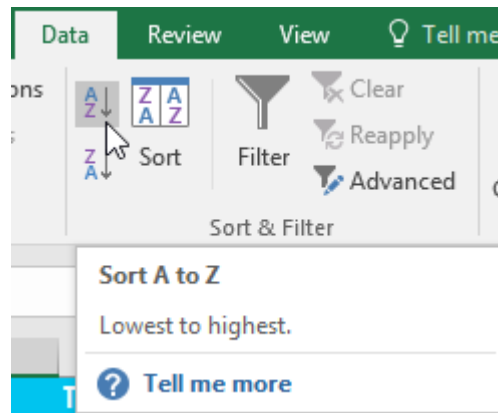 Data Review View Tell me
ons
A Z
Z A
Z A
A Z
Z A
Sort
Filter
Clear
Reapply
Advanced
Sort & Filter
Sort A to Z
Lowest to highest.
? Tell me more
T